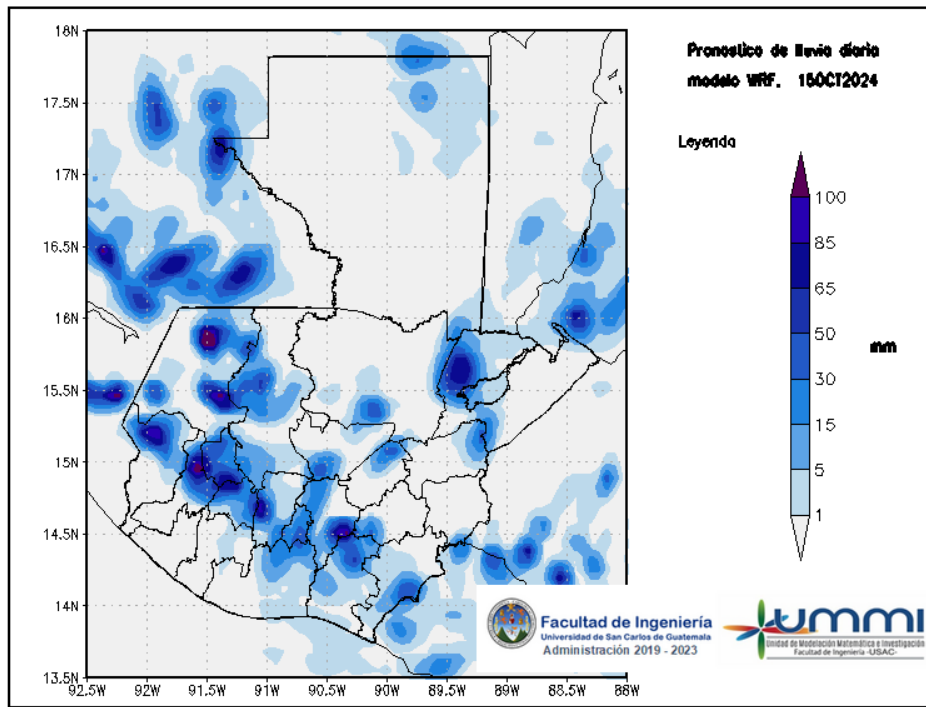 Pronostico de lluvia diaria
modelo WRF. 15OCT2024
Leyenda
100
85
65
50
30
15
5
1
mm
18N
17.5N
17N
16.5N
16N
15.5N
15N
14.5N
14N
13.5N
92.5W
92W
91.5W
91W
90.5W
90W
89.5W
89W
88.5W
88W
Facultad de Ingeniería
Universidad de San Carlos de Guatemala
Administración 2019 - 2023
UMMI
Unidad de Modelación Matemática e Investigación
Facultad de Ingeniería -USAC-